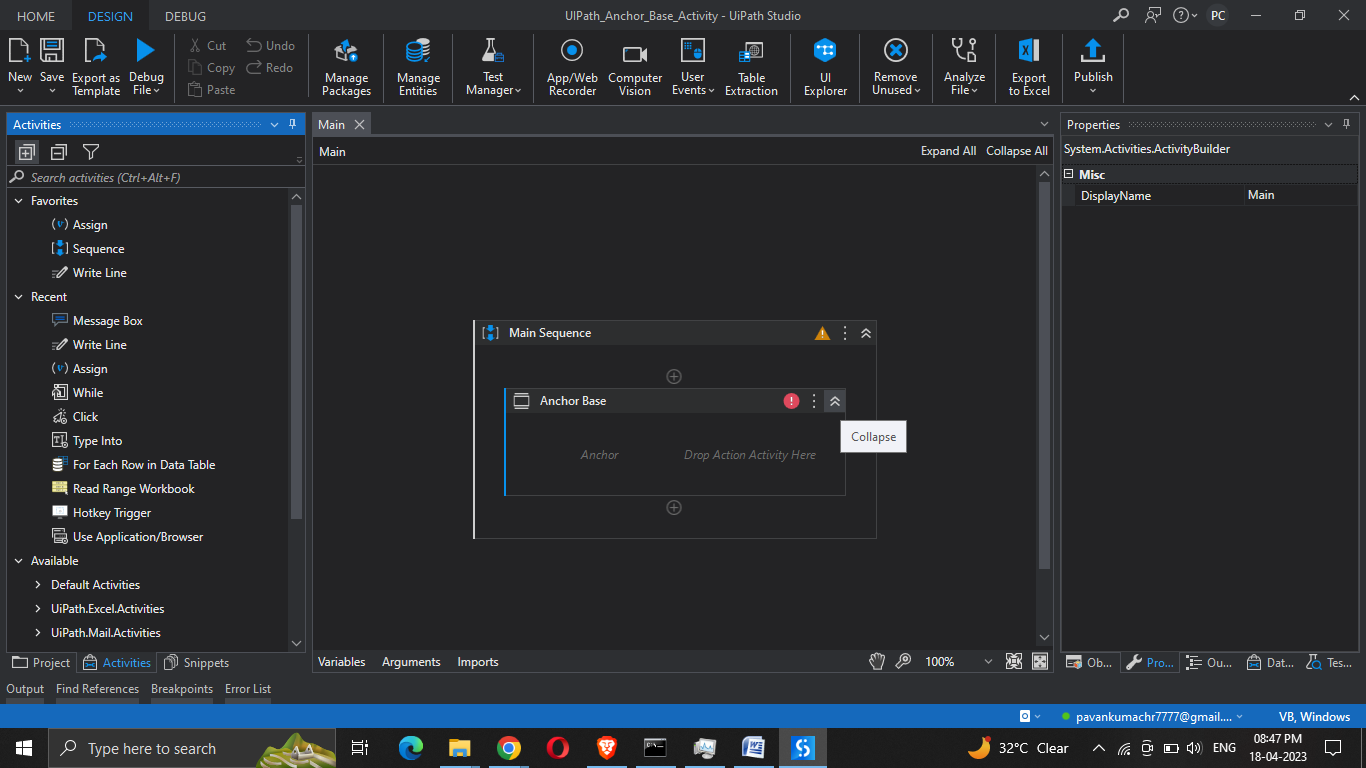 HOME DESIGN DEBUG UIPath_Anchor_Base_Activity - UiPath Studio PC
New Save Export as Template Debug File
Cut Undo
Copy Redo
Paste
Manage Packages Manage Entities Test Manager App/Web Recorder Computer Vision User Events Table Extraction UI Explorer Remove Unused Analyze File Export to Excel Publish
Activities
Search activities (Ctrl+Alt+F)
Favorites
Assign
Sequence
Write Line
Recent
Message Box
Write Line
Assign
While
Click
Type Into
For Each Row in Data Table
Read Range Workbook
Hotkey Trigger
Use Application/Browser
Available
Default Activities
UiPath.Excel.Activities
UiPath.Mail.Activities
Project Activities Snippets
Main
Main Expand All Collapse All
Main Sequence
Anchor Base
Collapse
Anchor Drop Action Activity Here
Variables Arguments Imports 100%
Properties
System.Activities.ActivityBuilder
Misc
DisplayName Main
Ob... Pro... Ou... Dat... Tes...
Output Find References Breakpoints Error List
pavankumachr7777@gmail.... VB, Windows
Type here to search 32°C Clear ENG 08:47 PM
18-04-2023